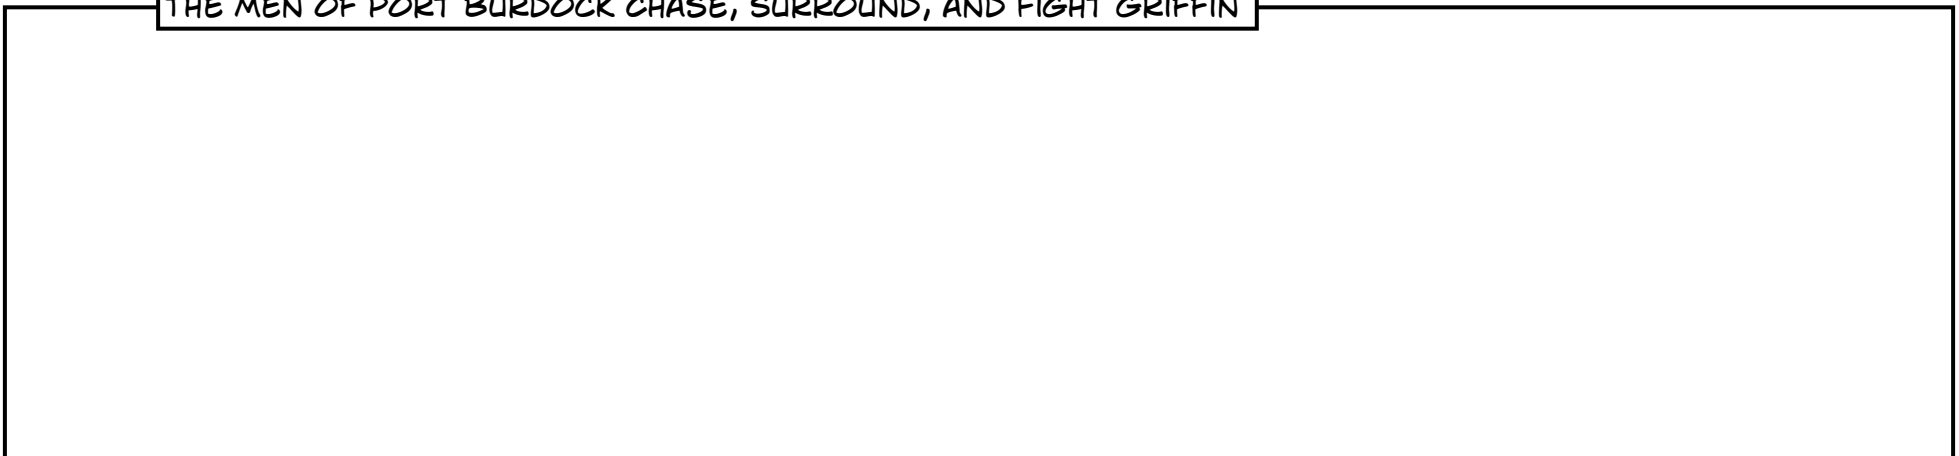 THE MEN OF PORT BURDOCK CHASE, SURROUND, AND FIGHT GRIFFIN